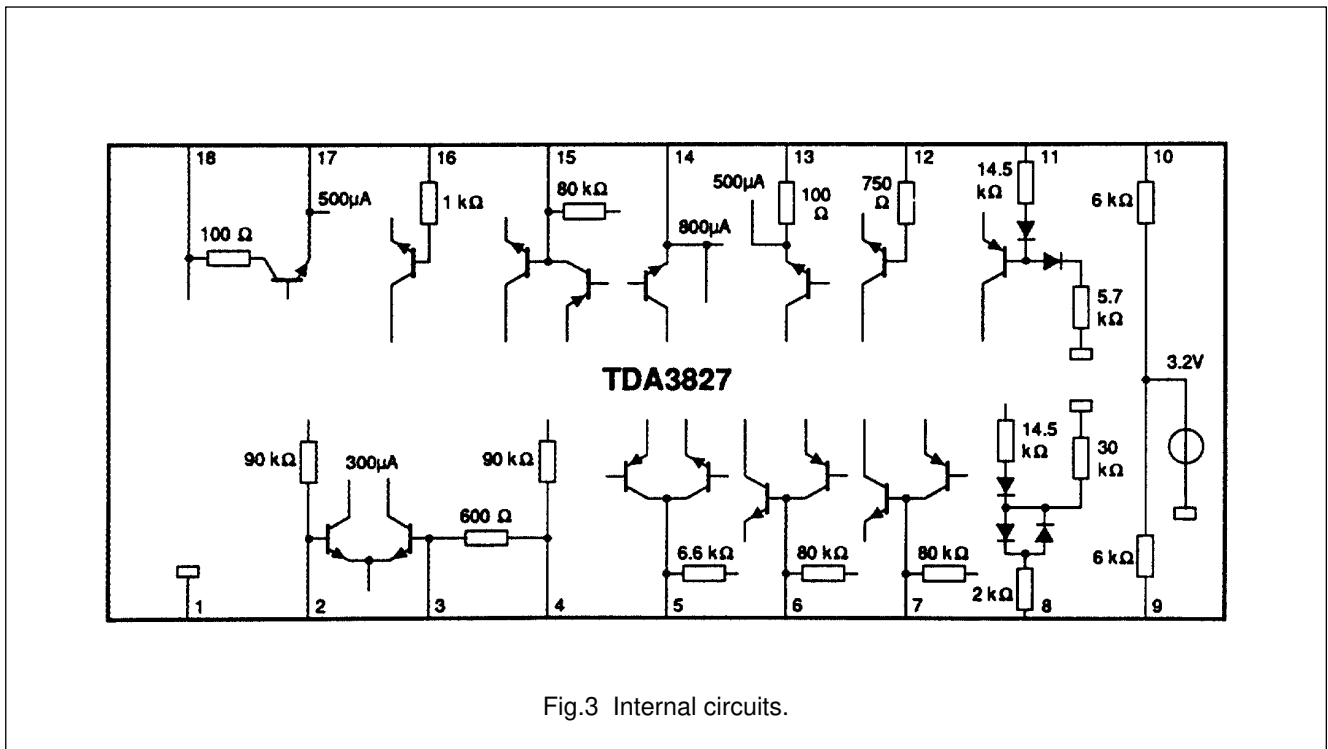 18 17 16 15 14 13 12 11 10
500µA
1 kΩ
80 kΩ
500µA
100
Ω
750
Ω
14.5
kΩ
6 kΩ
100 Ω
800µA
5.7
kΩ
3.2V
TDA3827
90 kΩ
300µA
90 kΩ
600 Ω
14.5
kΩ
30
kΩ
6.6 kΩ
80 kΩ
80 kΩ
2 kΩ
6 kΩ
1 2 3 4 5 6 7 8 9
Fig.3 Internal circuits.